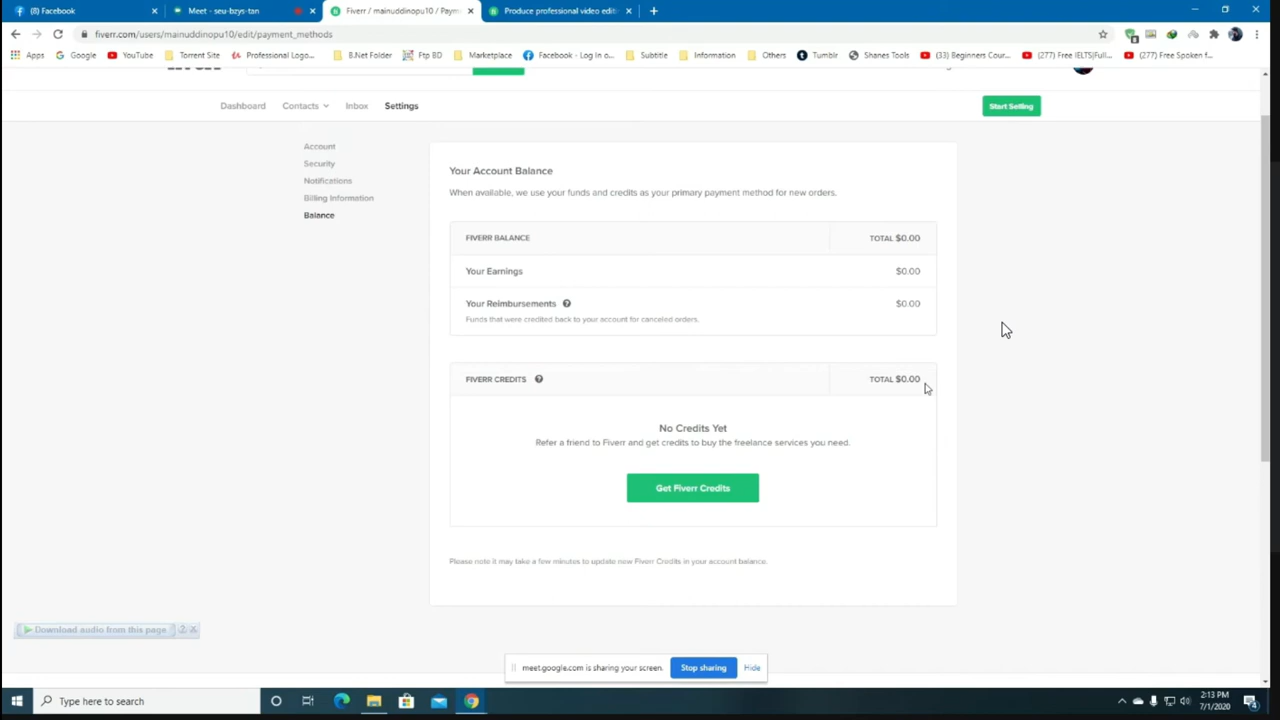 (8) Facebook
Meet - seu-bzys-tan
Fiverr / mainuddinopu10 / Paym
Produce professional video editi
fiverr.com/users/mainuddinopu10/edit/payment_methods
Apps
Google
YouTube
Torrent Site
Professional Logo...
B.Net Folder
Ftp BD
Marketplace
Facebook - Log In o...
Subtitle
Information
Others
Tumblr
Shanes Tools
(33) Beginners Cour...
(277) Free IELTS|Full...
(277) Free Spoken f...
Dashboard
Contacts
Inbox
Settings
Start Selling
Account
Security
Notifications
Billing Information
Balance
Your Account Balance
When available, we use your funds and credits as your primary payment method for new orders.
FIVERR BALANCE
TOTAL $0.00
Your Earnings
$0.00
Your Reimbursements
$0.00
Funds that were credited back to your account for canceled orders.
FIVERR CREDITS
TOTAL $0.00
No Credits Yet
Refer a friend to Fiverr and get credits to buy the freelance services you need.
Get Fiverr Credits
Please note it may take a few minutes to update new Fiverr Credits in your account balance.
Download audio from this page
meet.google.com is sharing your screen.
Stop sharing
Hide
Type here to search
2:13 PM
7/1/2020